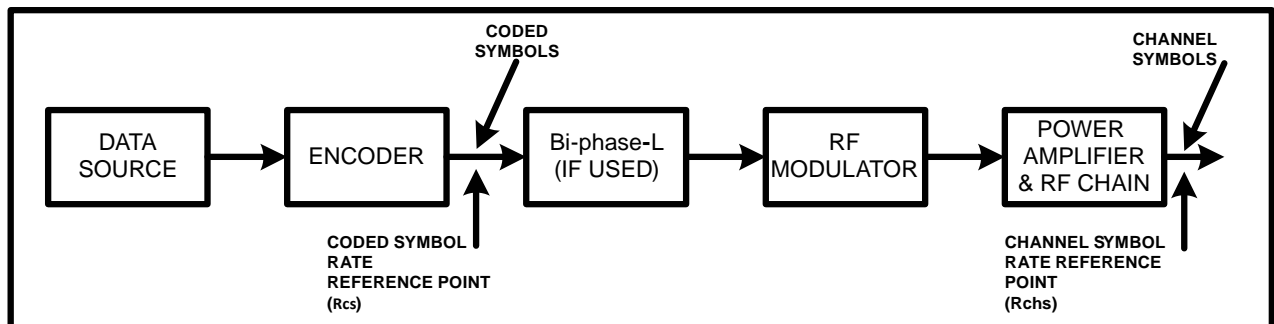 CODED
SYMBOLS
CHANNEL
SYMBOLS
DATA
SOURCE
ENCODER
Bi-phase-L
(IF USED)
RF
MODULATOR
POWER
AMPLIFIER
& RF CHAIN
CODED SYMBOL
RATE
REFERENCE POINT
(Rcs)
CHANNEL SYMBOL
RATE REFERENCE
POINT
(Rchs)